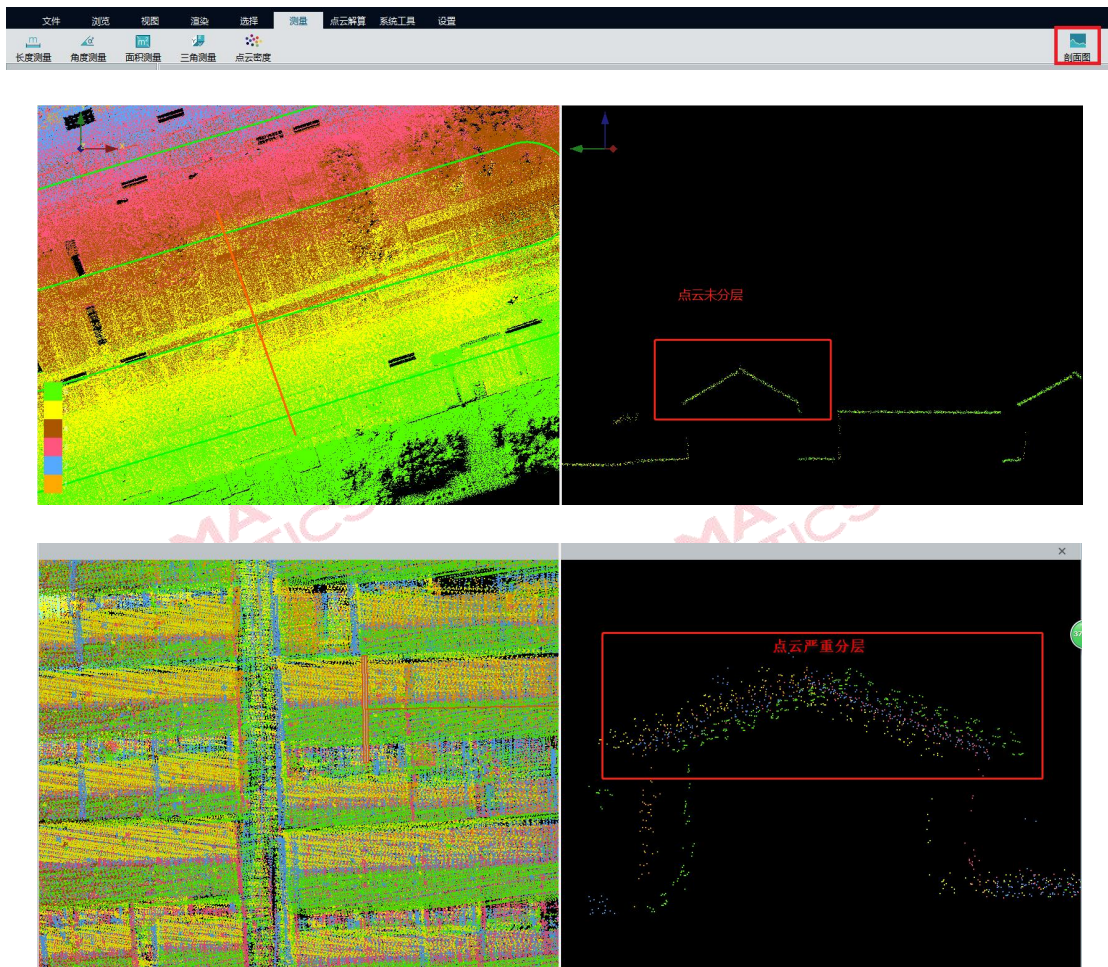 文件 浏览 视图 渲染 选择 测量 点云解算 系统工具 设置
长度测量 角度测量 面积测量 三角测量 点云密度 剖面图
点云未分层
点云严重分层